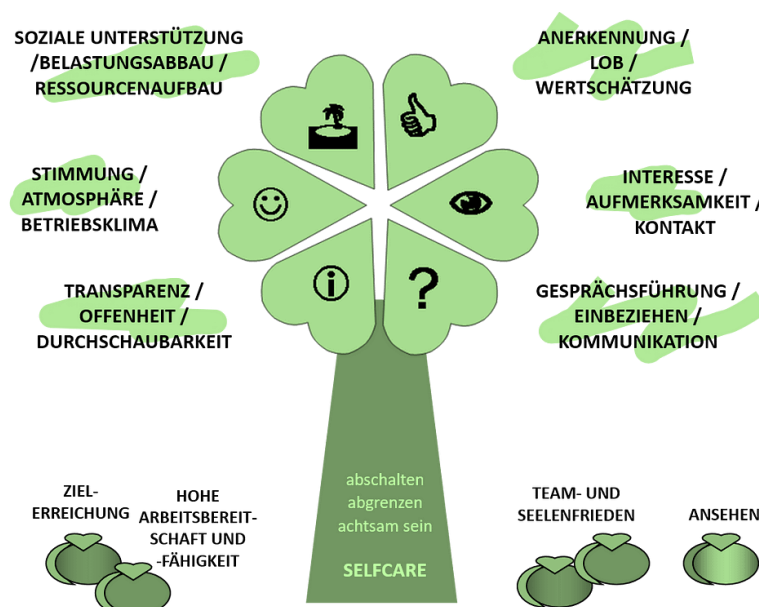 SOZIALE UNTERSTÜTZUNG
/BELASTUNGSABBAU /
RESSOURCENAUFBAU
ANERKENNUNG /
LOB /
WERTSCHÄTZUNG
STIMMUNG /
ATMOSPHÄRE /
BETRIEBSKLIMA
INTERESSE /
AUFMERKSAMKEIT /
KONTAKT
TRANSPARENZ /
OFFENHEIT /
DURCHSCHAUBARKEIT
i
?
GESPRÄCHSFÜHRUNG /
EINBEZIEHEN /
KOMMUNIKATION
abschalten
abgrenzen
achtsam sein
SELFCARE
ZIEL-
ERREICHUNG
HOHE
ARBEITSBEREIT-
SCHAFT UND
-FÄHIGKEIT
TEAM- UND
SEELENFRIEDEN
ANSEHEN